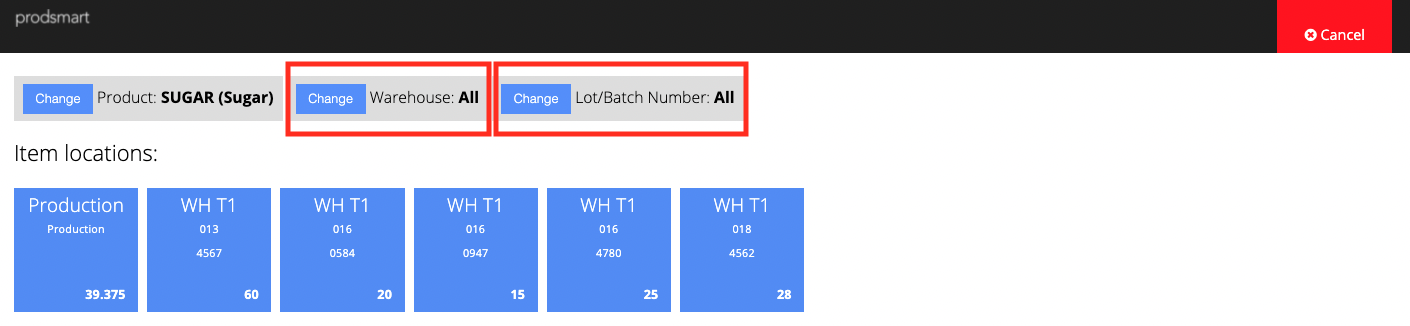 prodsmart
Cancel
Change Product: SUGAR (Sugar) Change Warehouse: All Change Lot/Batch Number: All
Item locations:
Production WH T1 WH T1 WH T1 WH T1 WH T1
Production 013 016 016 016 018
4567 0584 0947 4780 4562
39.375 60 20 15 25 28